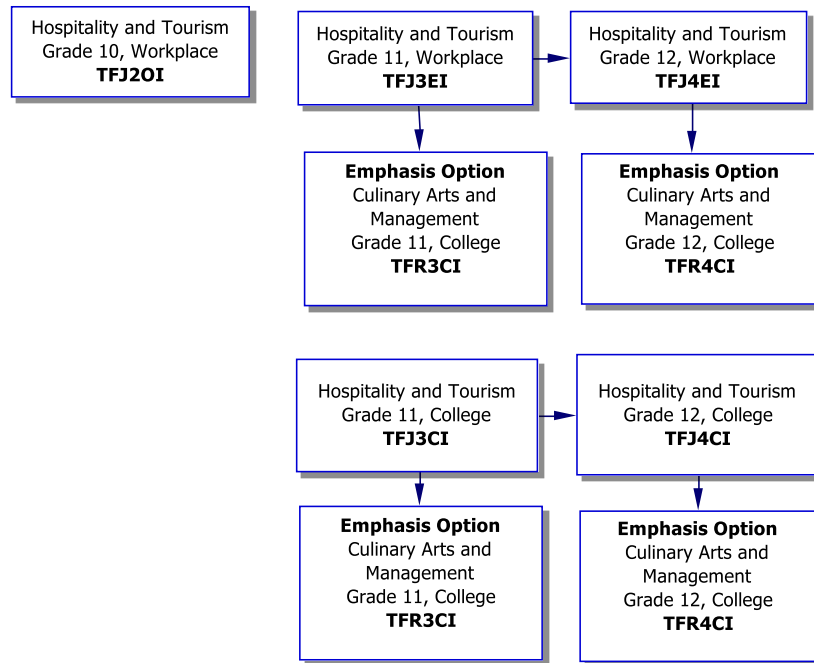 Hospitality and Tourism
Grade 10, Workplace
TFJ2OI
Hospitality and Tourism
Grade 11, Workplace
TFJ3EI
Hospitality and Tourism
Grade 12, Workplace
TFJ4EI
Emphasis Option
Culinary Arts and
Management
Grade 11, College
TFR3CI
Emphasis Option
Culinary Arts and
Management
Grade 12, College
TFR4CI
Hospitality and Tourism
Grade 11, College
TFJ3CI
Hospitality and Tourism
Grade 12, College
TFJ4CI
Emphasis Option
Culinary Arts and
Management
Grade 11, College
TFR3CI
Emphasis Option
Culinary Arts and
Management
Grade 12, College
TFR4CI